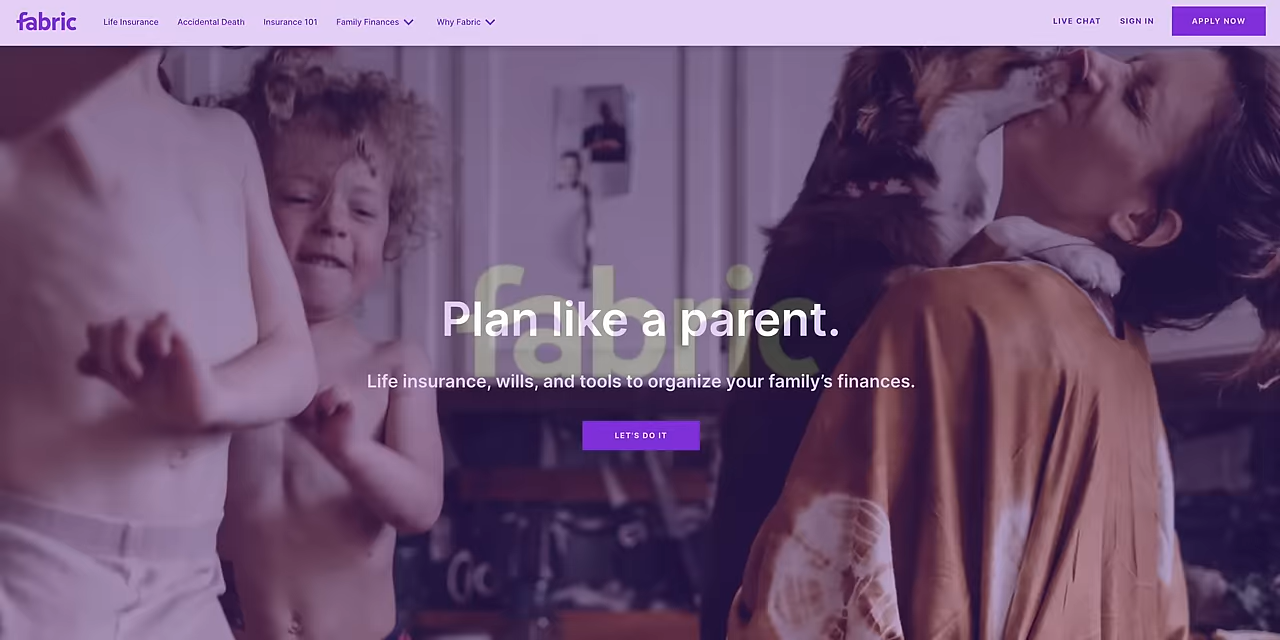 fabric
Life Insurance
Accidental Death
Insurance 101
Family Finances
Why Fabric
LIVE CHAT
SIGN IN
APPLY NOW
fabric
Plan like a parent.
Life insurance, wills, and tools to organize your family’s finances.
LET'S DO IT